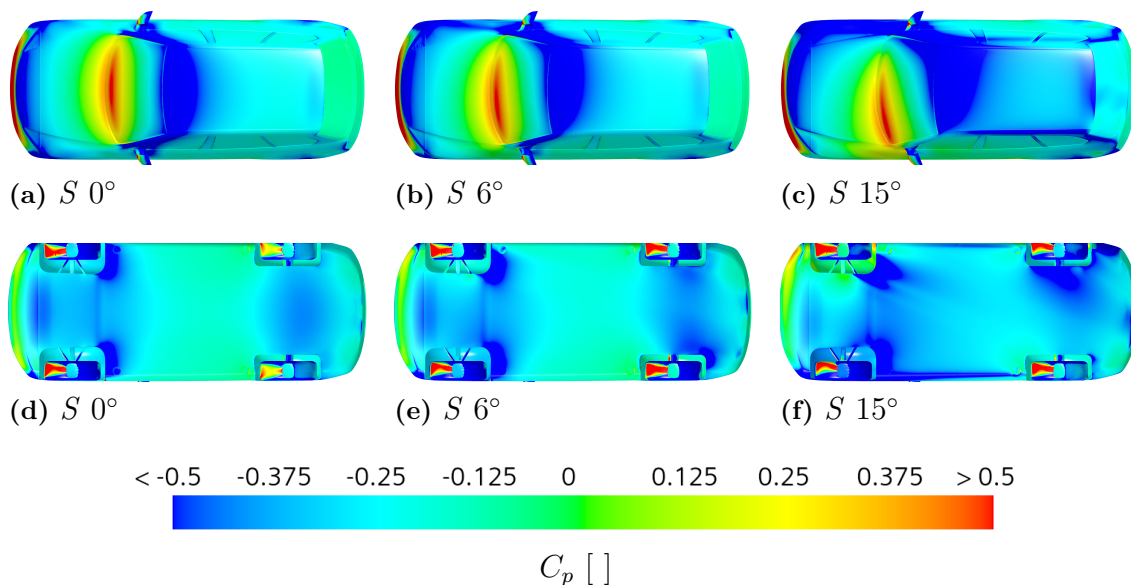 (a) S 0°
(b) S 6°
(c) S 15°
(d) S 0°
(e) S 6°
(f) S 15°
< -0.5 -0.375 -0.25 -0.125 0 0.125 0.25 0.375 > 0.5
C_p [ ]